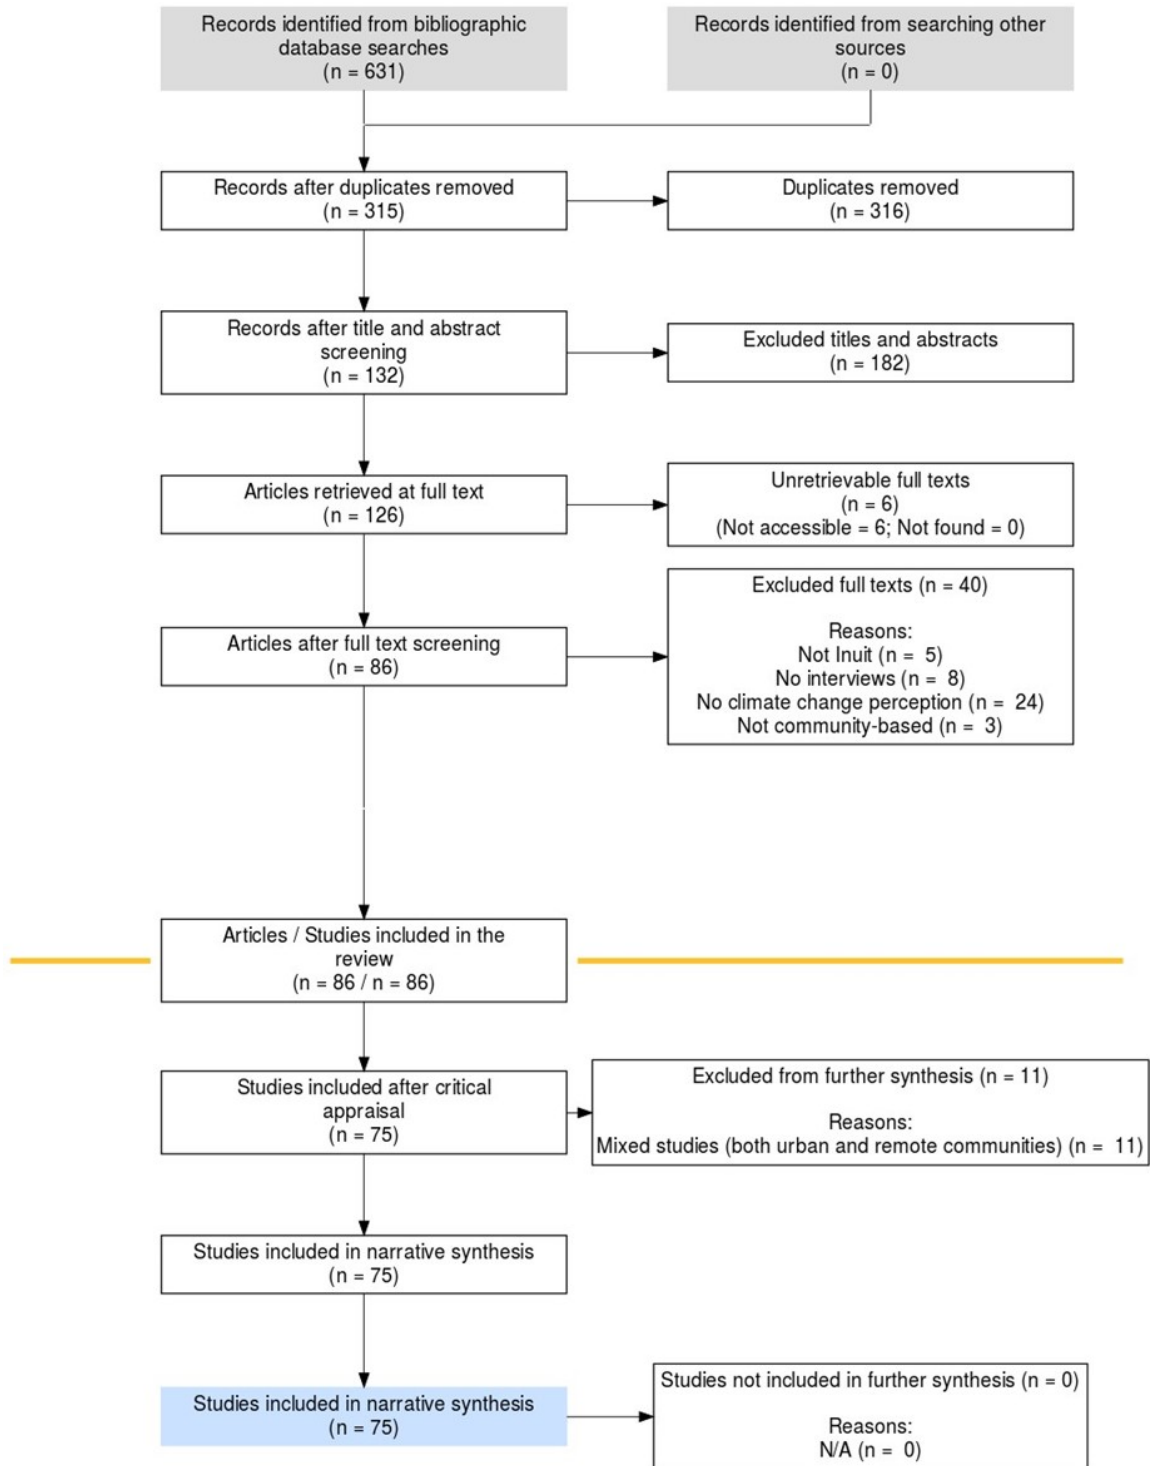 Records identified from bibliographic
database searches
(n = 631)
Records identified from searching other
sources
(n = 0)
Records after duplicates removed
(n = 315)
Duplicates removed
(n = 316)
Records after title and abstract
screening
(n = 132)
Excluded titles and abstracts
(n = 182)
Articles retrieved at full text
(n = 126)
Unretrievable full texts
(n = 6)
(Not accessible = 6; Not found = 0)
Articles after full text screening
(n = 86)
Excluded full texts (n = 40)
Reasons:
Not Inuit (n = 5)
No interviews (n = 8)
No climate change perception (n = 24)
Not community-based (n = 3)
Articles / Studies included in the
review
(n = 86 / n = 86)
Studies included after critical
appraisal
(n = 75)
Excluded from further synthesis (n = 11)
Reasons:
Mixed studies (both urban and remote communities) (n = 11)
Studies included in narrative synthesis
(n = 75)
Studies included in narrative synthesis
(n = 75)
Studies not included in further synthesis (n = 0)
Reasons:
N/A (n = 0)